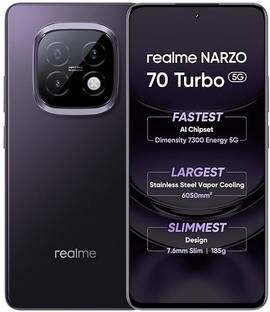 realme NARZO
70 Turbo 5G
FASTEST
AI Chipset
Dimensity 7300 Energy 5G
LARGEST
Stainless Steel Vapor Cooling
6050mm²
SLIMMEST
Design
7.6mm Slim | 185g
realme